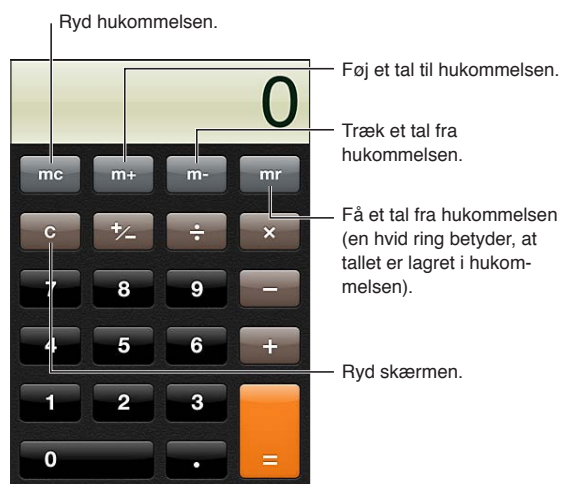 Ryd hukommelsen.
Føj et tal til hukommelsen.
0
Træk et tal fra
hukommelsen.
mc m+ m- mr
Få et tal fra hukommelsen
(en hvid ring betyder, at
tallet er lagret i hukom-
melsen).
C +/− ÷ ×
7 8 9 −
4 5 6 +
Ryd skærmen.
1 2 3
0 . =